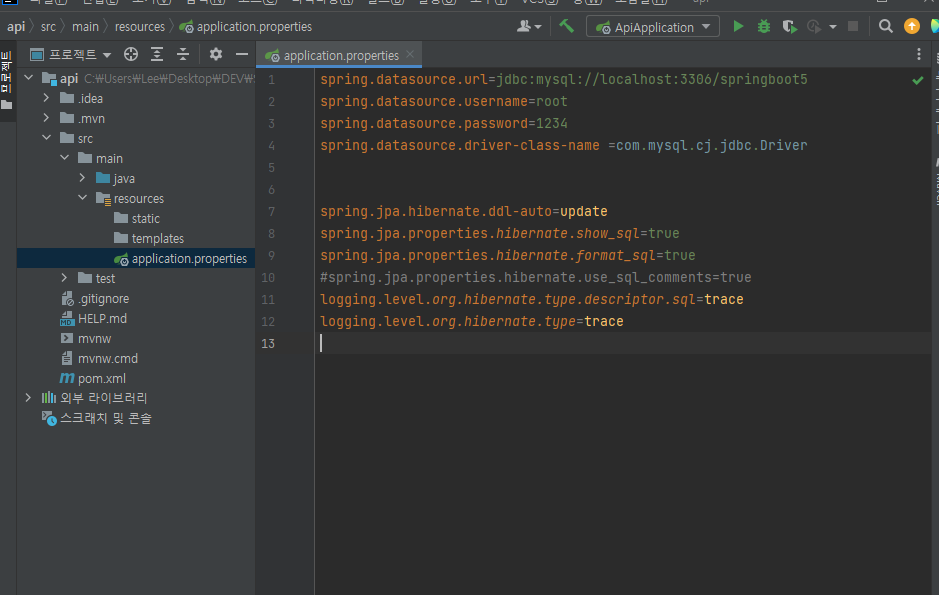 api src main resources application.properties ApiApplication
프로젝트
프로젝트
application.properties
api C:₩Users₩Lee₩Desktop₩DEV₩
.idea
.mvn
src
main
java
resources
static
templates
application.properties
test
.gitignore
HELP.md
mvnw
mvnw.cmd
m pom.xml
외부 라이브러리
스크래치 및 콘솔
1 spring.datasource.url=jdbc:mysql://localhost:3306/springboot5
2 spring.datasource.username=root
3 spring.datasource.password=1234
4 spring.datasource.driver-class-name =com.mysql.cj.jdbc.Driver
5
6
7 spring.jpa.hibernate.ddl-auto=update
8 spring.jpa.properties.hibernate.show_sql=true
9 spring.jpa.properties.hibernate.format_sql=true
10 #spring.jpa.properties.hibernate.use_sql_comments=true
11 logging.level.org.hibernate.type.descriptor.sql=trace
12 logging.level.org.hibernate.type=trace
13